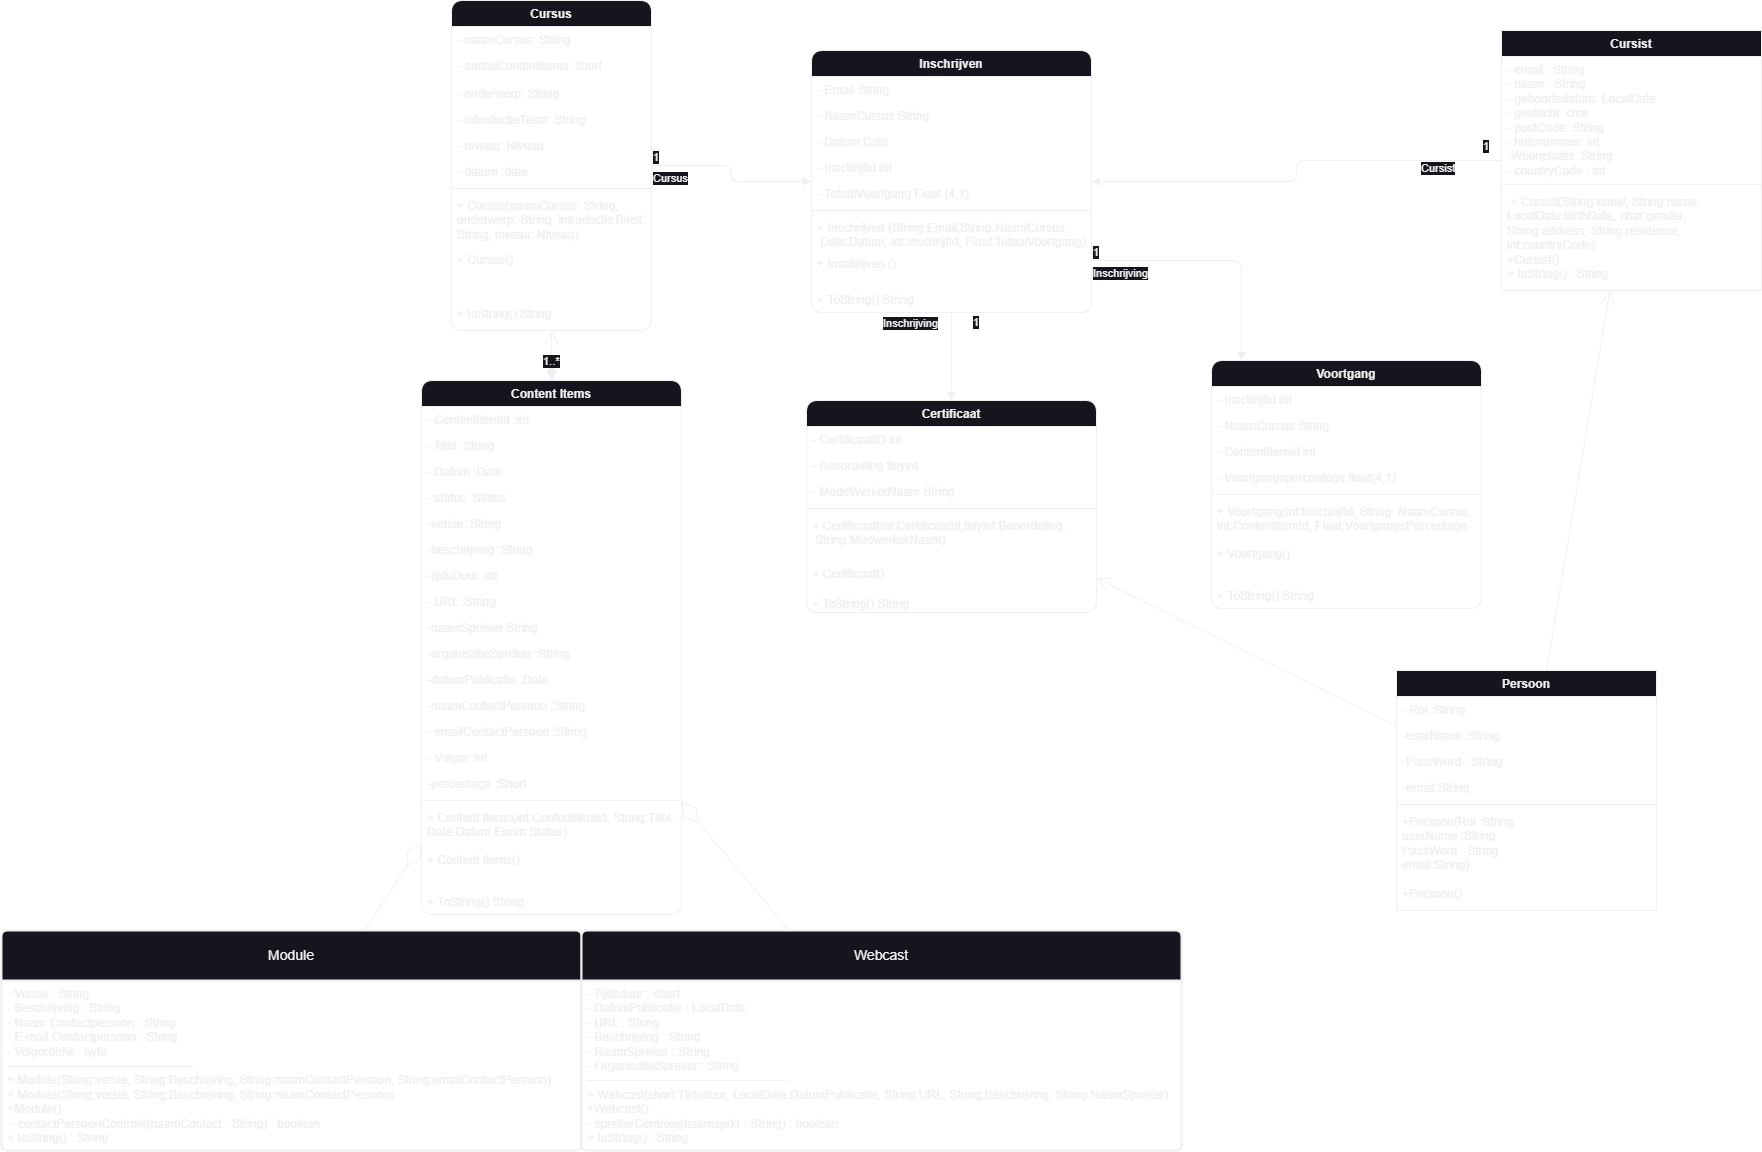 Cursus
- naamCursus: String
- aantalContentItems: short
- onderwerp: String
- introductieTekst: String
- niveau: Niveau
- datum :date
+ Cursus(naamCursus: String,
onderwerp: String, introductieTekst:
String, niveau: Niveau)
+ Cursus()
+ toString():String
1
Cursus
Inschrijven
- Email String
- NaamCursus String
- Datum Date
- InschrijfId int
- TotaalVoortgang Float (4,1)
+ Inschrijven (String:Email,String:NaamCursus,
Date:Datum, int:InschrijfId, Float:TotaalVoortgang)
+ Inschrijven ()
+ ToString() String
1
Cursist
Cursist
- email : String
- naam : String
- geboortedatum: LocalDate
- geslacht: char
- postCode: String
- huisnummer: int
-Woonplaats :String
- countryCode : int
+ Cursist(String:email, String:name,
LocalDate:birthDate, char:gender,
String:address, String:residence,
int:countryCode)
+Cursist()
+ toString() : String
1
Inschrijving
Inschrijving
1
1..*
Content Items
- ContentItemId :int
- Titel :String
- Datum :Date
- status :Status
-versie :String
-beschrijving :String
-tijdsDuur :int
- URL :String
-naamSpreker String
-organisatieSpreker :String
-datumPublicatie :Date
-naamContactPersoon :String
- emailContactPersoon :String
- Volgnr :int
-percentage :Short
+ Content Items(int:ContentItemId, String:Titel,
Date:Datum,Enum:Status)
+ Content Items()
+ ToString() String
Certificaat
- CertificaatID int
- Beoordeling tinyint
- MedeWerkerNaam String
+ Certificaat(int:CertificaatId,tinyint:Beoordeling,
String:MedwerkerNaam)
+ Certificaat()
+ ToString() String
Voortgang
- InschrijfId int
- NaamCursus String
- ContentItemId int
- Voortgangspercentage float(4,1)
+ Voortgang(int:InschrijfId, String: NaamCursus,
int:ContentItemId, Float:VoortgangsPercentage
+ Voortgang()
+ ToString() String
Persoon
- Rol :String
-userName :String
-PassWord : String
-email:String
+Persoon(Rol :String
userName :String
PassWord : String
email:String)
+Persoon()
Module
- Versie : String
- Beschrijving : String
- Naam Contactpersoon : String
- E-mail Contactpersoon : String
- VolgordeNr : byte
+ Module(String:versie, String:Beschrijving, String:naamContactPersoon, String:emailContactPersoon)
+ Module(String:versie, String:Beschrijving, String:naamContactPersoon)
+Module()
- contactPersoonControle(naamContact : String) : boolean
+ toString() : String
Webcast
- Tijdsduur : short
- DatumPublicatie : LocalDate
- URL : String
- Beschrijving : String
- NaamSpreker : String
- OrganisatieSpreker : String
+ Webcast(short:Tijdsduur, LocalDate:DatumPublicatie, String:URL, String:Beschrijving, String:NaamSpreker)
+Webcast()
- sprekerControle(naamsprkr : String) : boolean
+ toString() : String